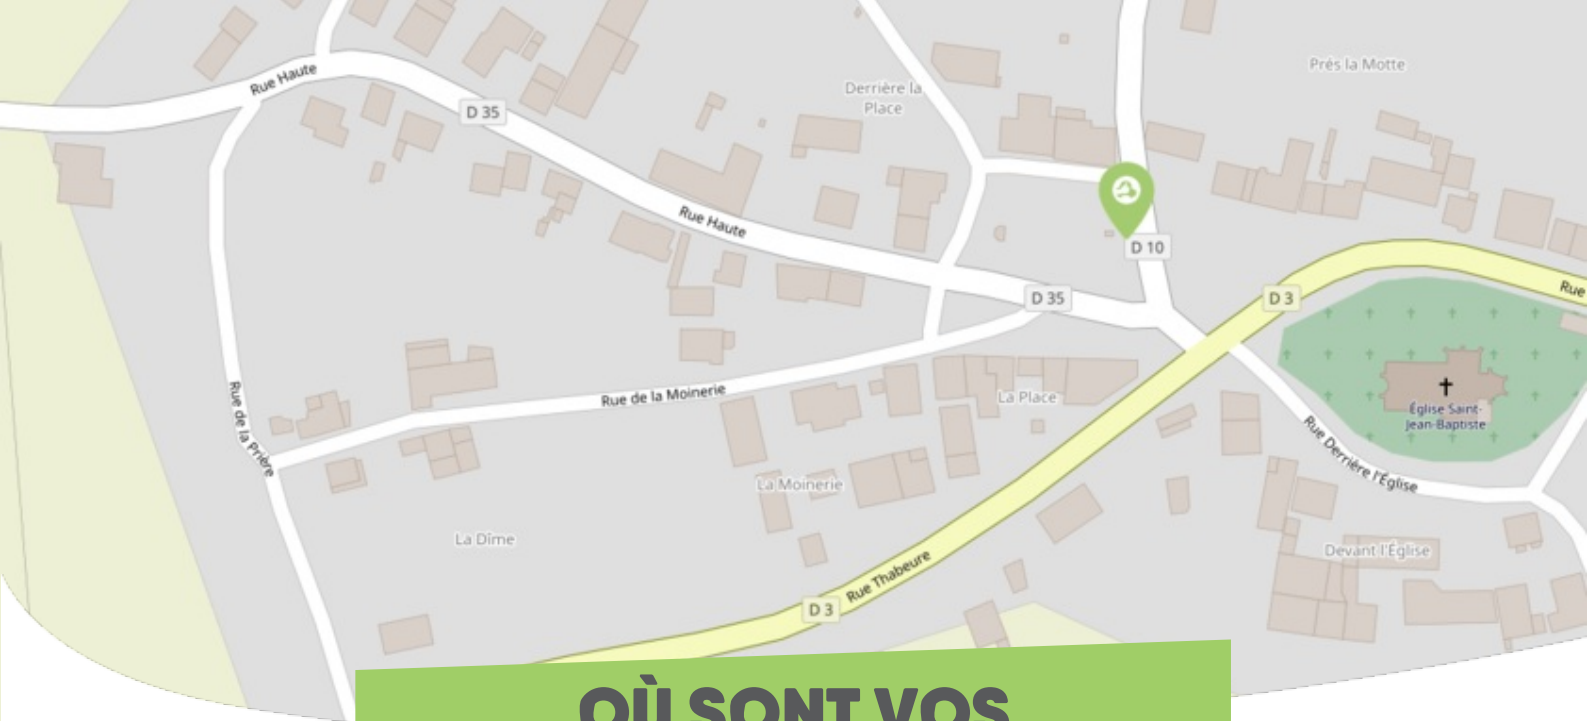 Prés la Motte
Rue Haute
Derrière la
Place
D 35
Rue Haute
D 10
D 35
D 3
Rue
Rue de la Prière
Rue de la Moinerie
La Place
Église Saint-
Jean-Baptiste
Rue Derrière l'Église
La Moinerie
La Dîme
Devant l'Église
Rue Thabeure
D 3
OÙ SONT VOS